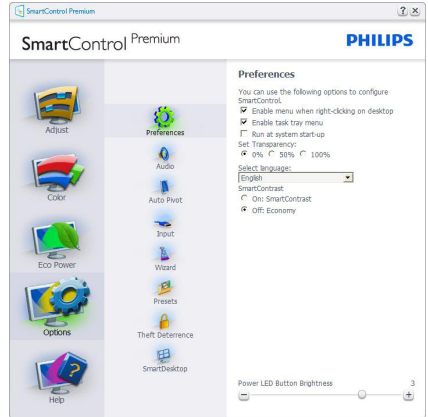 SmartControl Premium
SmartControl Premium
PHILIPS
Adjust
Color
Eco Power
Options
Help
Preferences
Audio
Auto Pivot
Input
Wizard
Presets
Theft Deterrence
SmartDesktop
Preferences
You can use the following options to configure
SmartControl.
Enable menu when right-clicking on desktop
Enable task tray menu
Run at system start-up
Set Transparency:
0% 50% 100%
Select language:
English
SmartContrast
On: SmartContrast
Off: Economy
Power LED Button Brightness 3